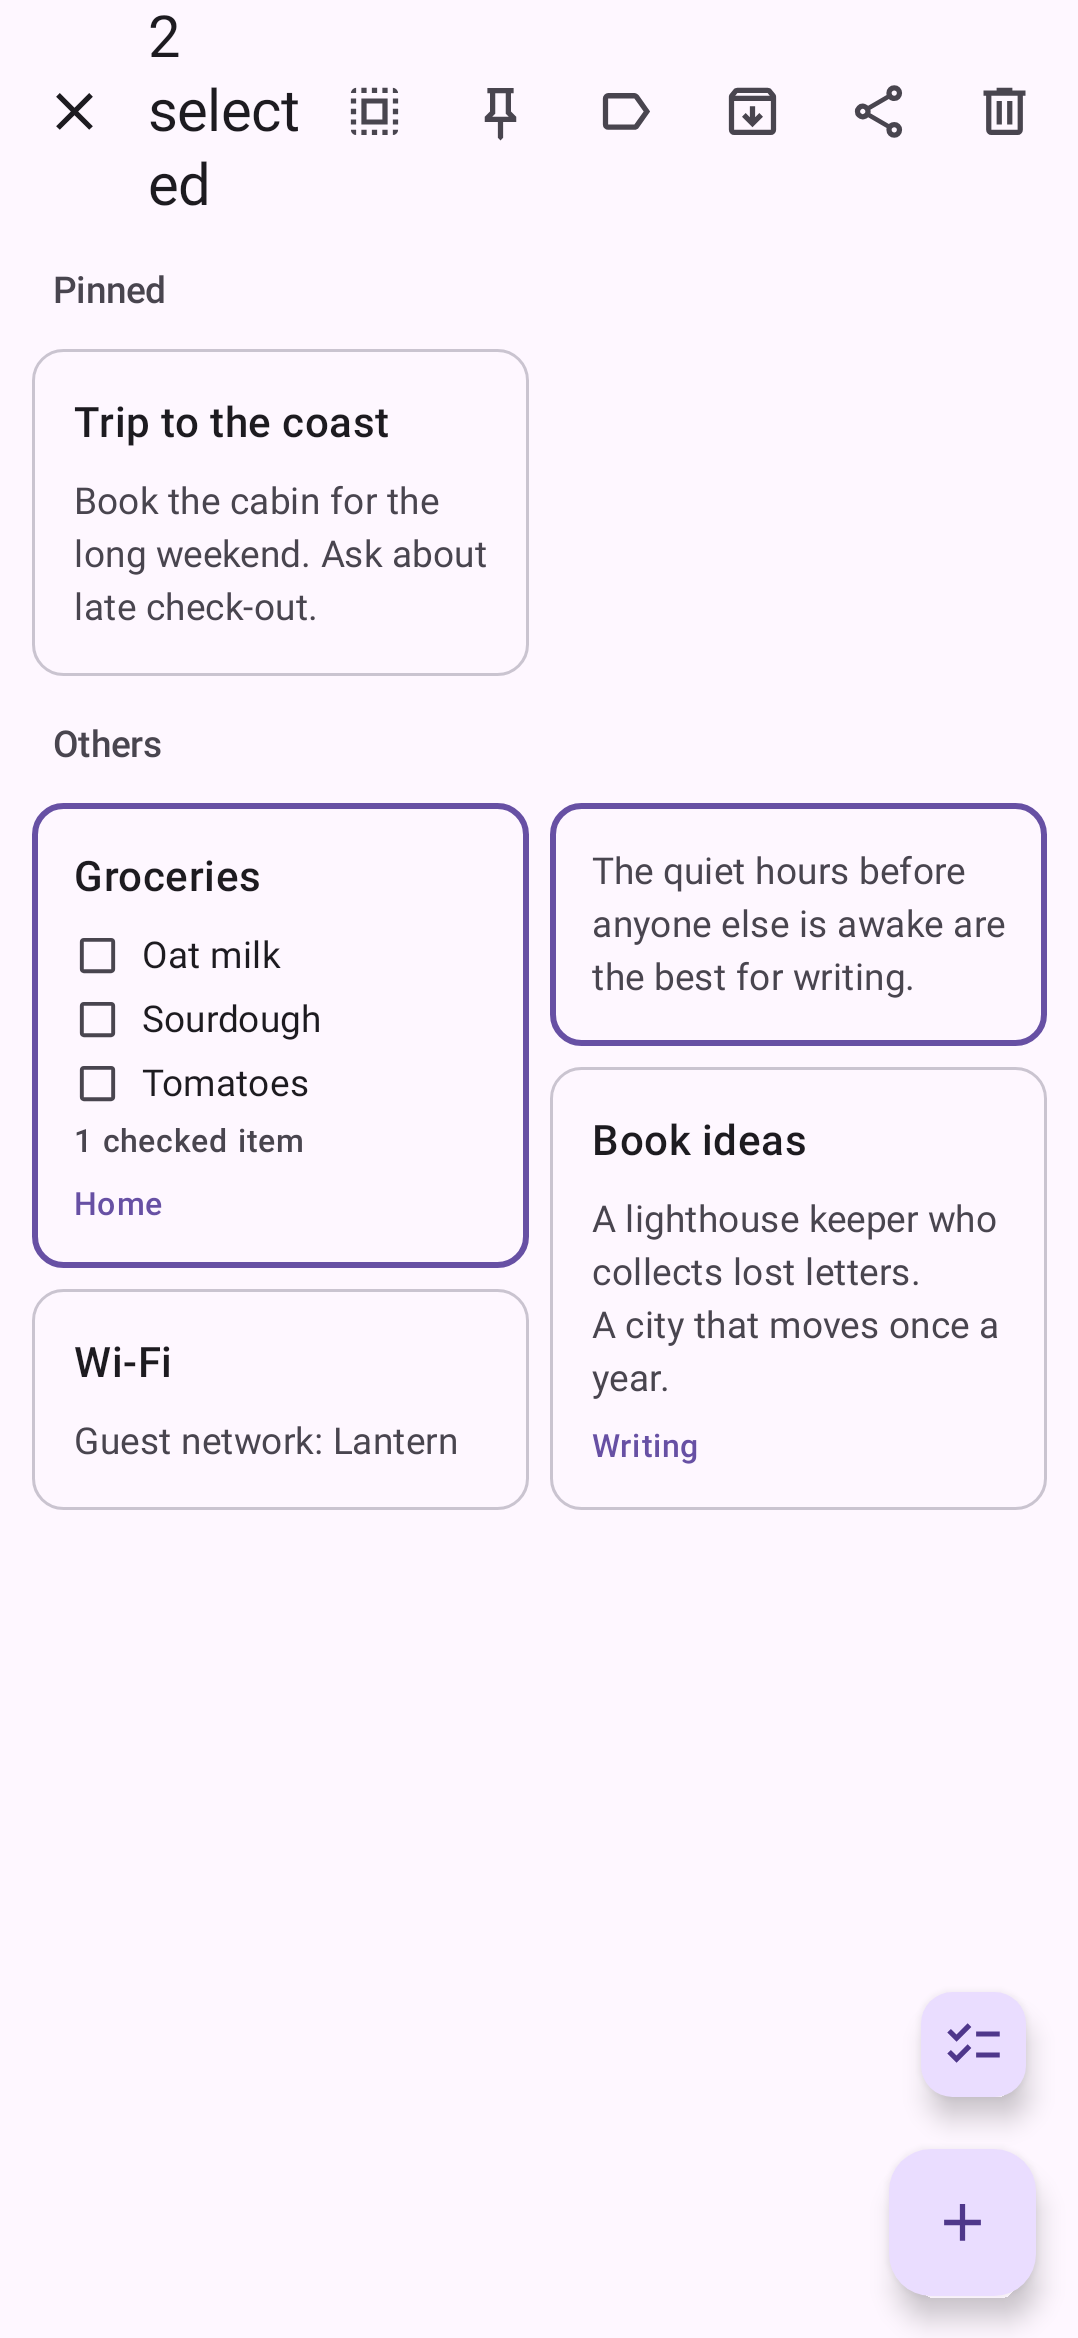 2
select
ed
Pinned
Trip to the coast
Book the cabin for the
long weekend. Ask about
late check-out.
Others
Groceries
Oat milk
Sourdough
Tomatoes
1 checked item
Home
The quiet hours before
anyone else is awake are
the best for writing.
Wi-Fi
Guest network: Lantern
Book ideas
A lighthouse keeper who
collects lost letters.
A city that moves once a
year.
Writing